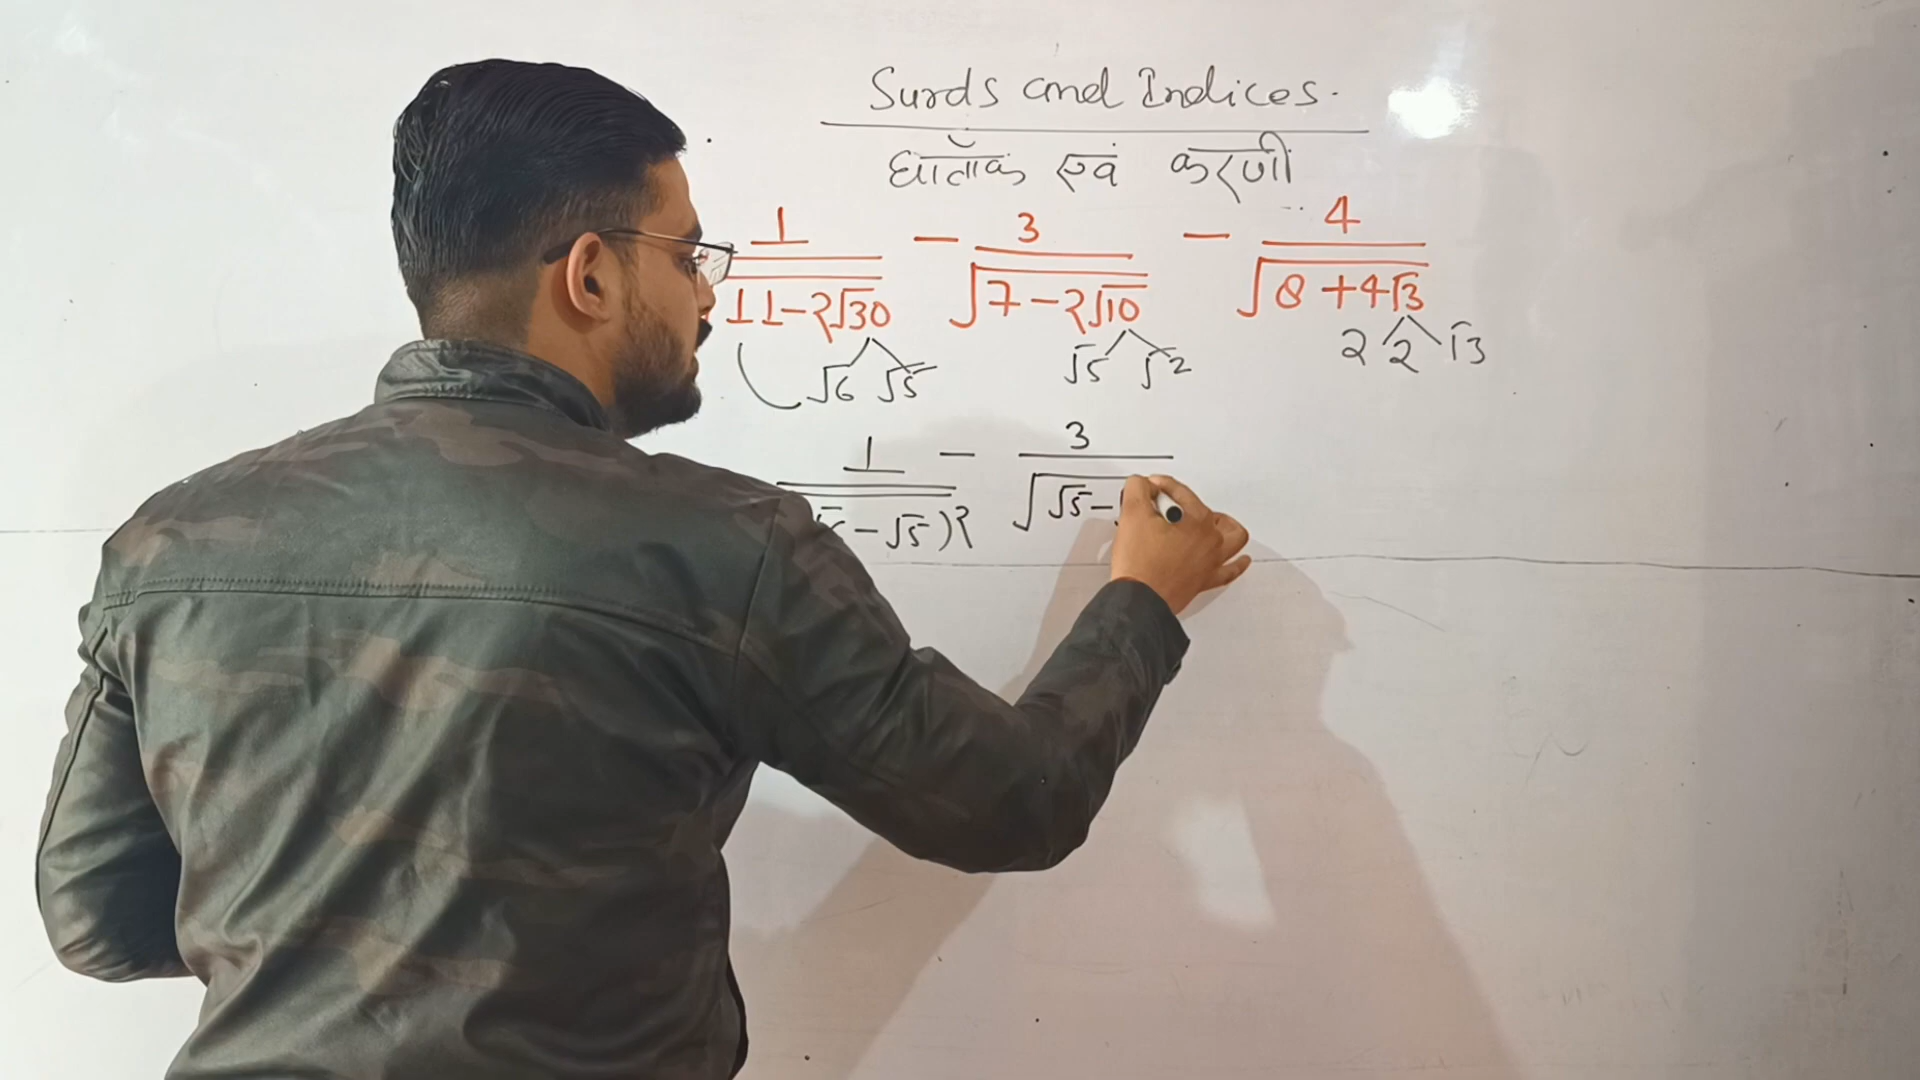 Surds and Indices.
घाताँक एवं करणी
1 - 3 - 4
11-2√30 √7-2√10 √8+4√3
√6 √5 √5 √2 2 2 √3
1 - 3
-√5)2 √√5-